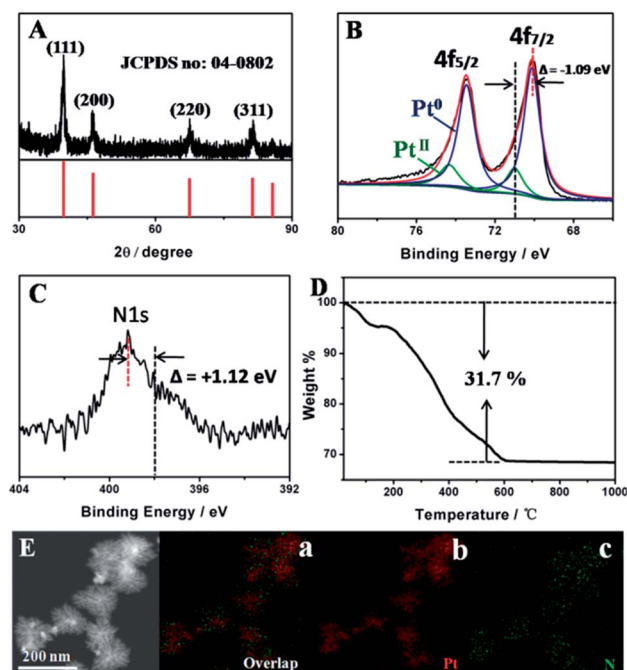 A
(111)
JCPDS no: 04-0802
(200)
(220)
(311)
30
60
90
2θ / degree
B
4f7/2
4f5/2
Δ = -1.09 eV
Pt0
PtII
80
76
72
68
Binding Energy / eV
C
N1s
Δ = +1.12 eV
404
400
396
392
Binding Energy / eV
D
100
90
80
70
Weight %
31.7 %
200
400
600
800
1000
Temperature / ℃
E
a
b
c
200 nm
Overlap
Pt
N